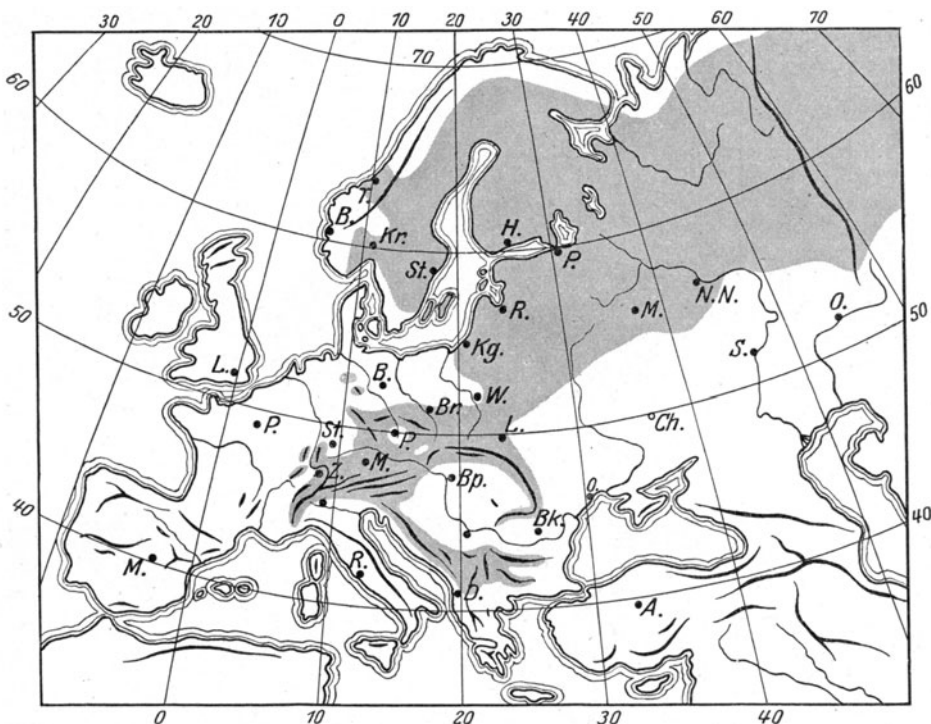 30 20 10 0 10 20 30 40 50 60 70
70
60
60
T.
B.
Kr.
H.
St.
P.
N.N.
50
R.
M.
O.
50
Kg.
S.
L.
B.
W.
Br.
P.
St.
P.
L.
Ch.
Z.
M.
Bp.
O.
40
Bk.
40
M.
R.
D.
A.
0 10 20 30 40